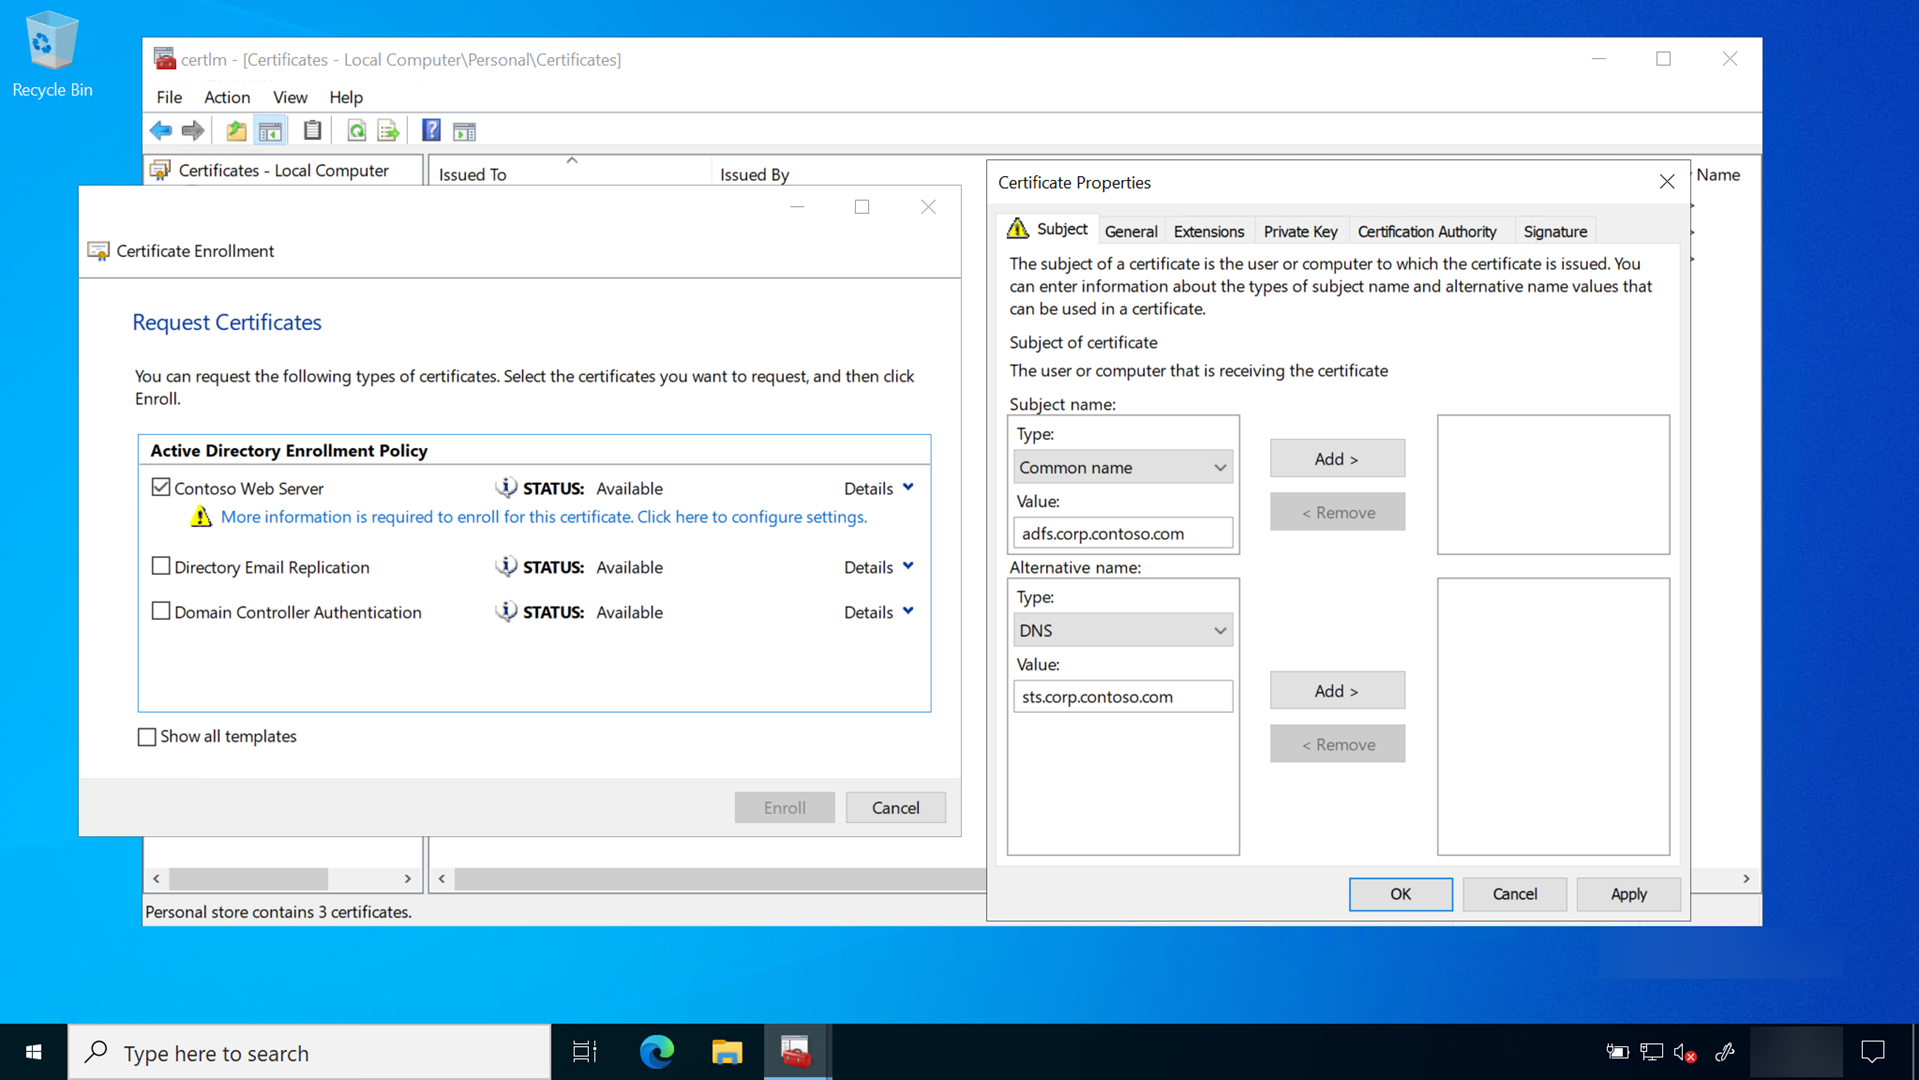 Recycle Bin
certlm - [Certificates - Local Computer\Personal\Certificates]
File Action View Help
Certificates - Local Computer
Issued To
Issued By
Name
Certificate Enrollment
Request Certificates
You can request the following types of certificates. Select the certificates you want to request, and then click
Enroll.
Active Directory Enrollment Policy
Contoso Web Server STATUS: Available Details
More information is required to enroll for this certificate. Click here to configure settings.
Directory Email Replication STATUS: Available Details
Domain Controller Authentication STATUS: Available Details
Show all templates
Enroll Cancel
Certificate Properties
Subject General Extensions Private Key Certification Authority Signature
The subject of a certificate is the user or computer to which the certificate is issued. You
can enter information about the types of subject name and alternative name values that
can be used in a certificate.
Subject of certificate
The user or computer that is receiving the certificate
Subject name:
Type:
Common name
Add >
Value:
< Remove
adfs.corp.contoso.com
Alternative name:
Type:
DNS
Value:
Add >
sts.corp.contoso.com
< Remove
OK Cancel Apply
Personal store contains 3 certificates.
Type here to search